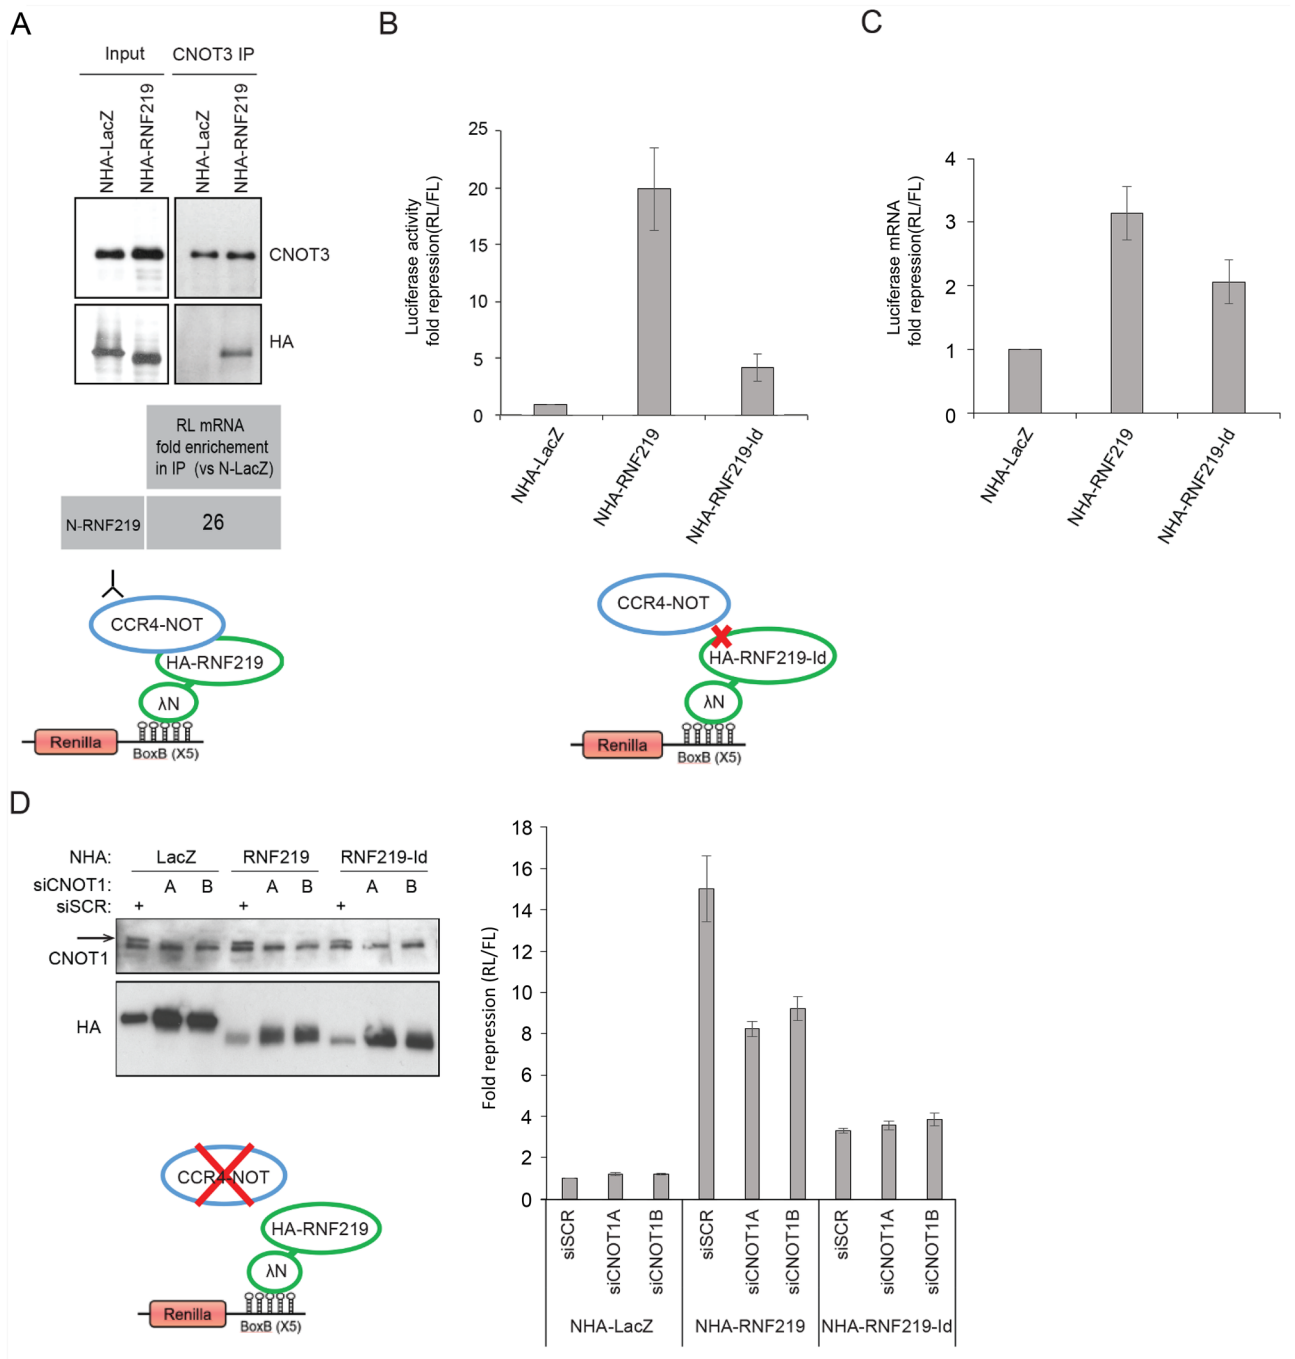 A
Input
CNOT3 IP
NHA-LacZ
NHA-RNF219
NHA-LacZ
NHA-RNF219
CNOT3
HA
RL mRNA
fold enrichement
in IP (vs N-LacZ)
N-RNF219
26
CCR4-NOT
HA-RNF219
λN
Renilla
BoxB (X5)
B
Luciferase activity
fold repression(RL/FL)
25
20
15
10
5
0
NHA-LacZ
NHA-RNF219
NHA-RNF219-Id
CCR4-NOT
HA-RNF219-Id
λN
Renilla
BoxB (X5)
C
Luciferase mRNA
fold repression(RL/FL)
4
3
2
1
0
NHA-LacZ
NHA-RNF219
NHA-RNF219-Id
D
NHA: LacZ RNF219 RNF219-Id
siCNOT1: A B A B A B
siSCR: + + +
CNOT1
HA
CCR4-NOT
HA-RNF219
λN
Renilla
BoxB (X5)
Fold repression (RL/FL)
18
16
14
12
10
8
6
4
2
0
siSCR
siCNOT1A
siCNOT1B
siSCR
siCNOT1A
siCNOT1B
siSCR
siCNOT1A
siCNOT1B
NHA-LacZ
NHA-RNF219
NHA-RNF219-Id